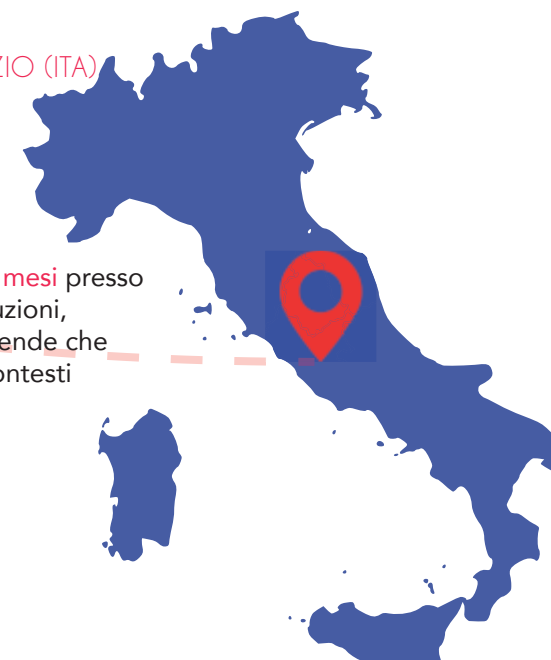 ZIO (ITA)
mesi presso
uzioni,
ende che
ontesti